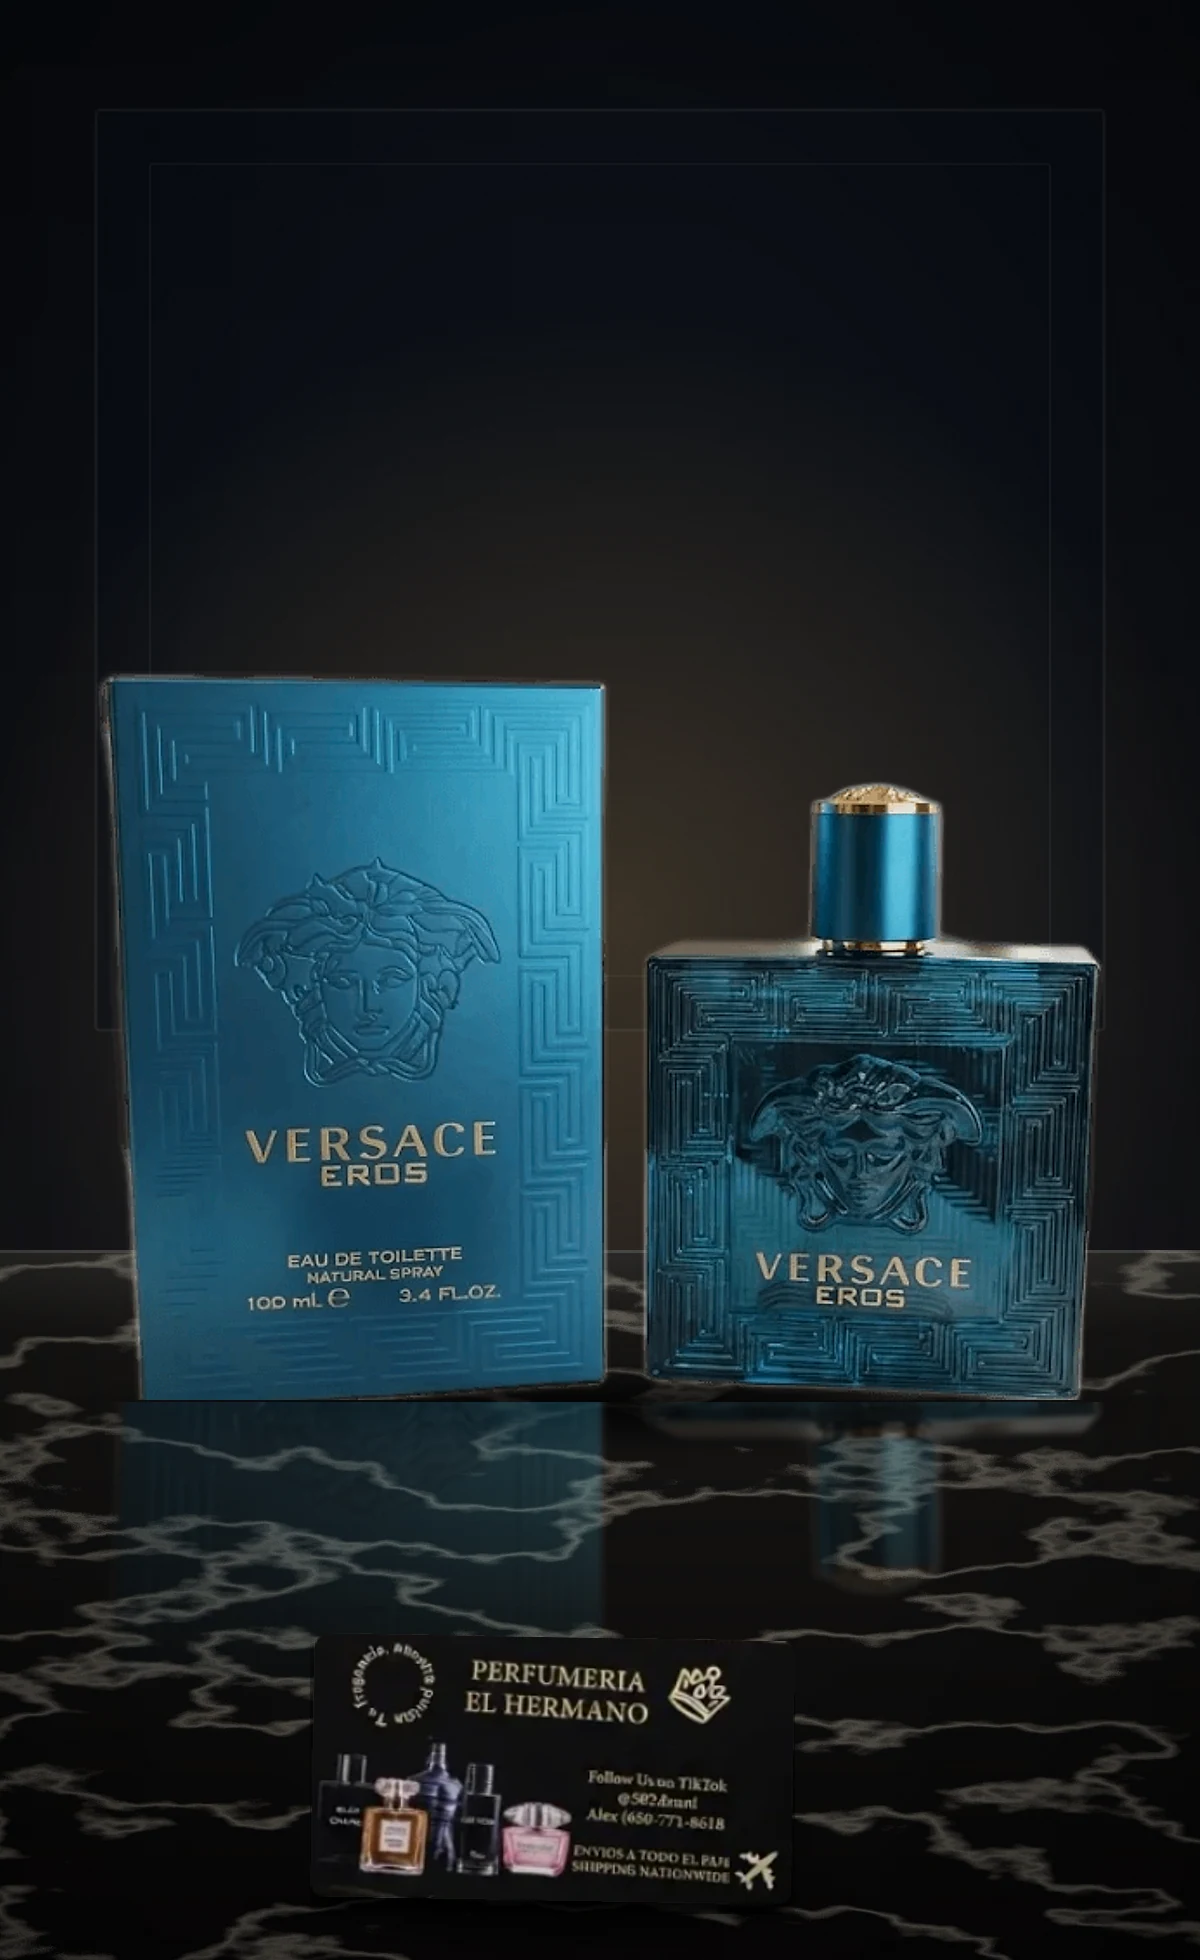 VERSACE
EROS
EAU DE TOILETTE
NATURAL SPRAY
100 mL e 3.4 FL.OZ.
VERSACE
EROS
PERFUMERIA
EL HERMANO
Follow Us on TikTok
Alex (650-771-8618
ENVIOS A TODO EL PAIS
SHIPPING NATIONWIDE